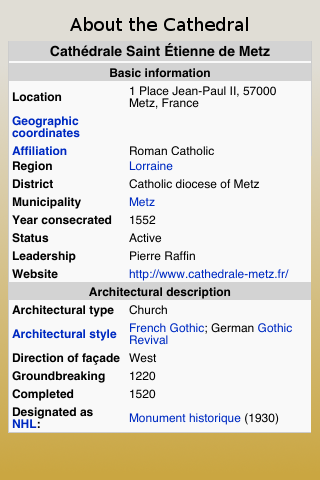 About the Cathedral
Cathédrale Saint Étienne de Metz
Basic information
Location 1 Place Jean-Paul II, 57000
Metz, France
Geographic
coordinates
Affiliation Roman Catholic
Region Lorraine
District Catholic diocese of Metz
Municipality Metz
Year consecrated 1552
Status Active
Leadership Pierre Raffin
Website http://www.cathedrale-metz.fr/
Architectural description
Architectural type Church
Architectural style French Gothic; German Gothic
Revival
Direction of façade West
Groundbreaking 1220
Completed 1520
Designated as
NHL: Monument historique (1930)